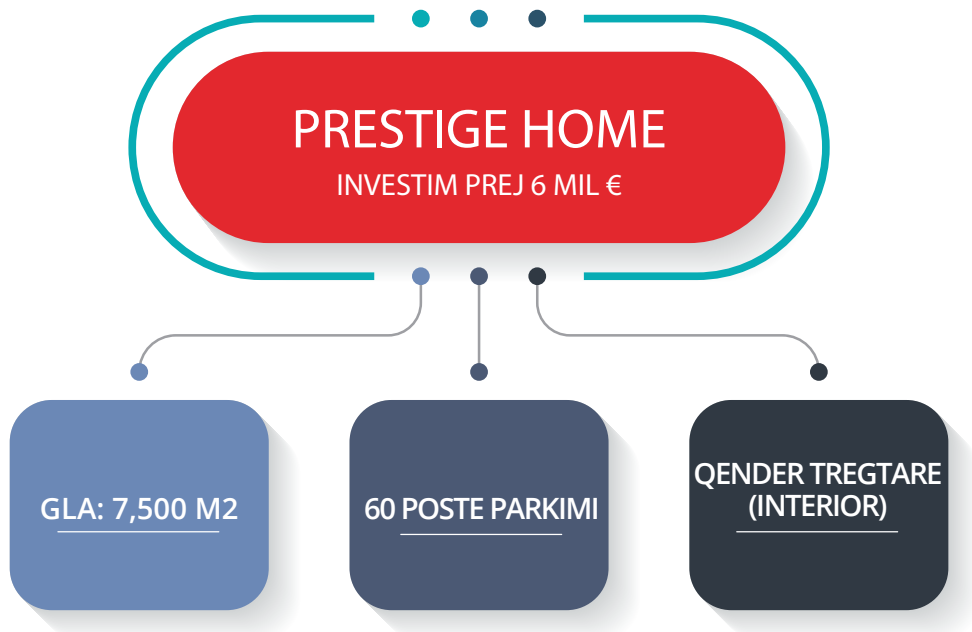 PRESTIGE HOME
INVESTIM PREJ 6 MIL €
GLA: 7,500 M2
60 POSTE PARKIMI
QENDER TREGTARE
(INTERIOR)